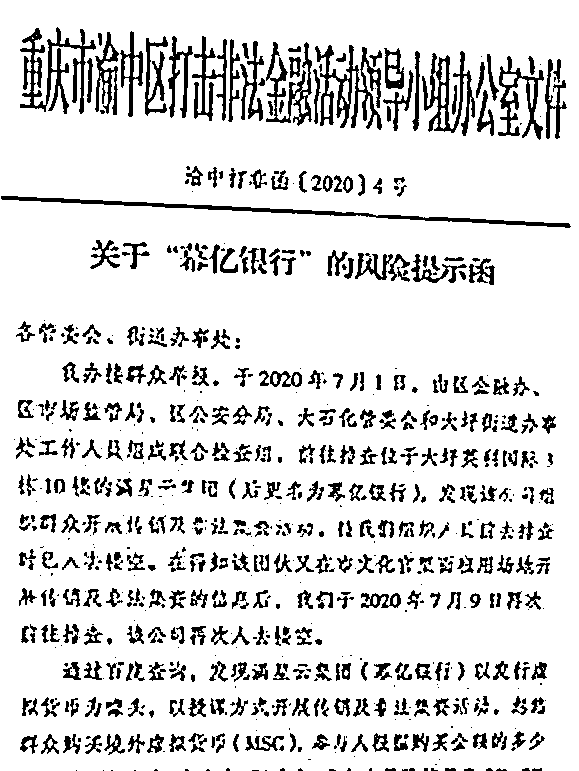 重庆市渝中区打击非法金融活动领导小组办公室文件
渝中打非函〔2020〕4号
关于“幕亿银行”的风险提示函
各管委会、街道办事处：
我办接群众举报，于2020年7月1日，由区金融办、
区市场监管局、区公安分局、大石化管委会和大坪街道办事
处工作人员组成联合检查组，前往检查位于大坪英利国际3
栋10楼的满星云集团（后更名为幕亿银行），发现该公司组
织群众开展传销及非法集资活动，待我们组织人员前去排查
时已人去楼空。在得知该团伙又在市文化宫里面租用场地开
展传销及非法集资的信息后，我们于2020年7月9日再次
前往检查，该公司再次人去楼空。
通过百度查询，发现满星云集团（幕亿银行）以发行虚
拟货币为噱头，以授课方式开展传销及非法集资活动，忽悠
群众购买境外虚拟货币（MSC），参与人根据购买金额的多少